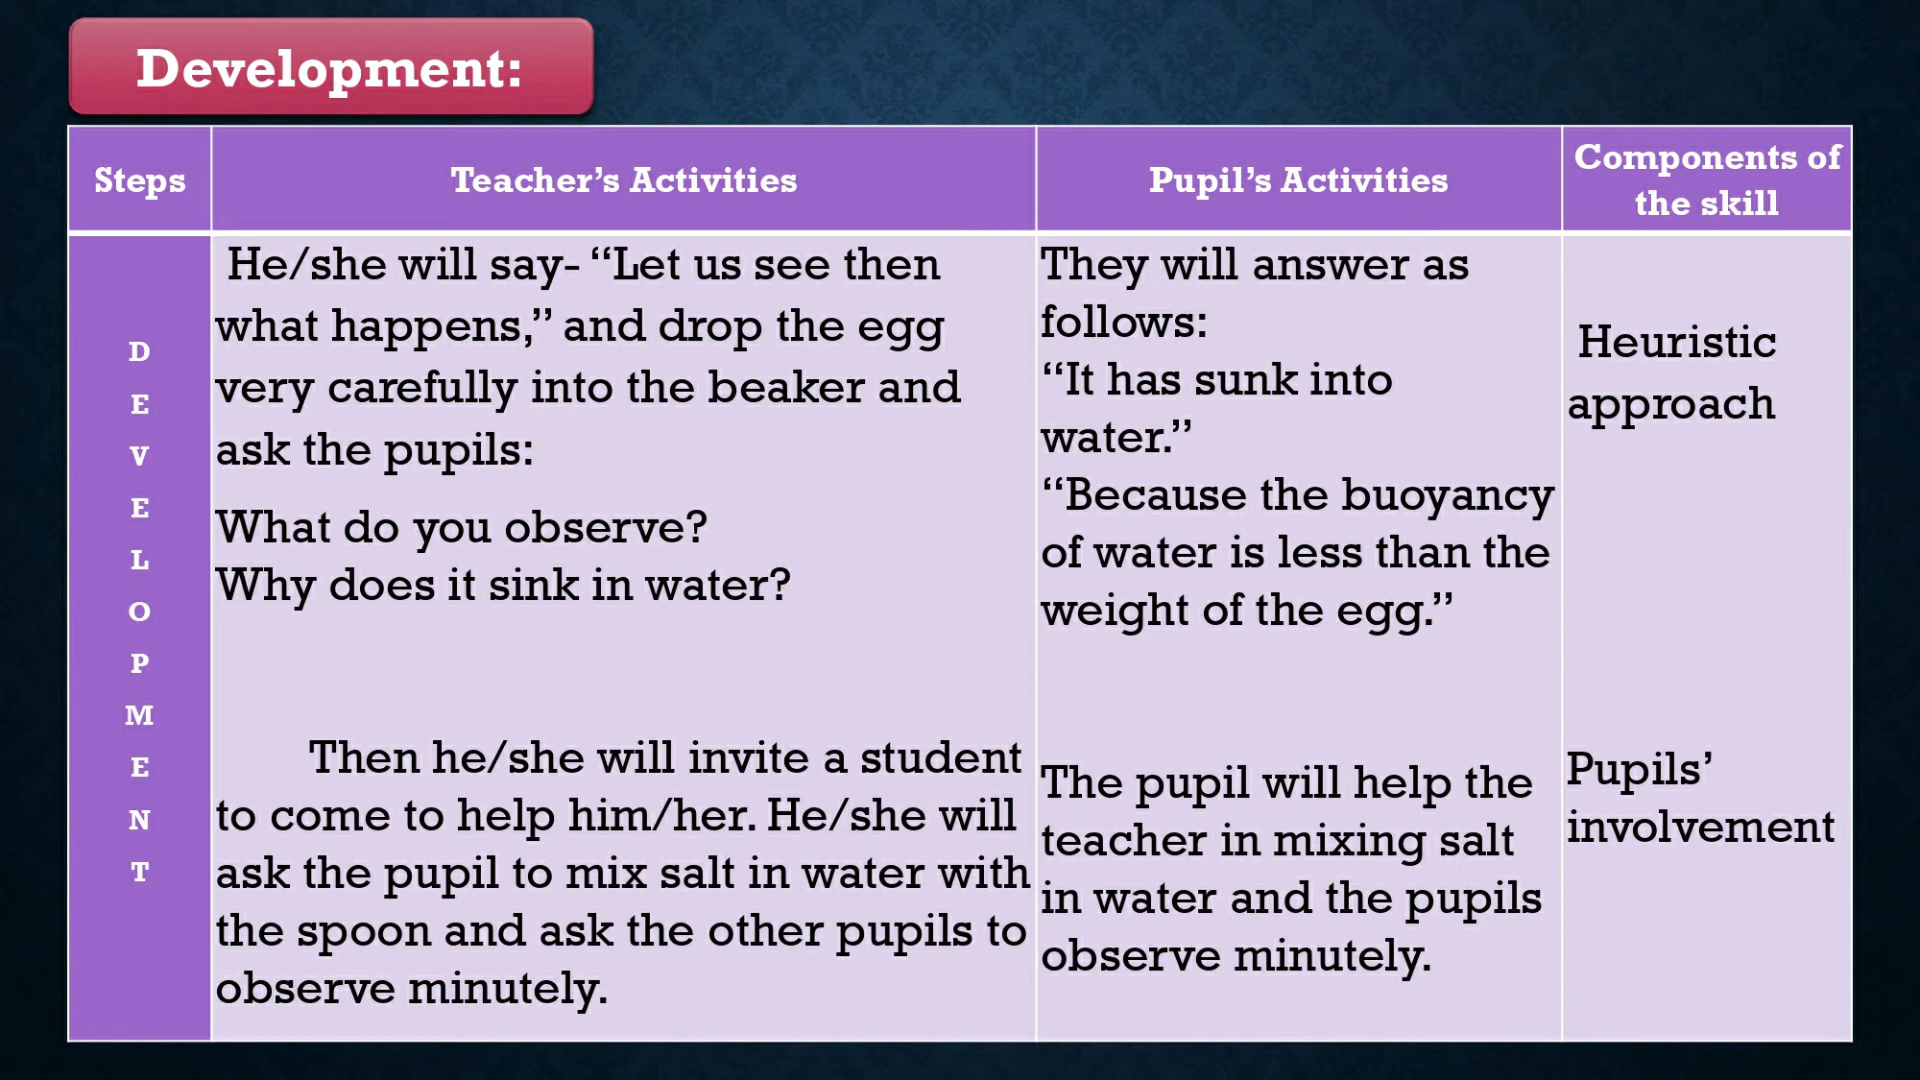 Development:
Steps
Teacher’s Activities
Pupil’s Activities
Components of
the skill
D
E
V
E
L
O
P
M
E
N
T
He/she will say- “Let us see then
what happens,” and drop the egg
very carefully into the beaker and
ask the pupils:
What do you observe?
Why does it sink in water?
Then he/she will invite a student
to come to help him/her. He/she will
ask the pupil to mix salt in water with
the spoon and ask the other pupils to
observe minutely.
They will answer as
follows:
“It has sunk into
water.”
“Because the buoyancy
of water is less than the
weight of the egg.”
The pupil will help the
teacher in mixing salt
in water and the pupils
observe minutely.
Heuristic
approach
Pupils’
involvement